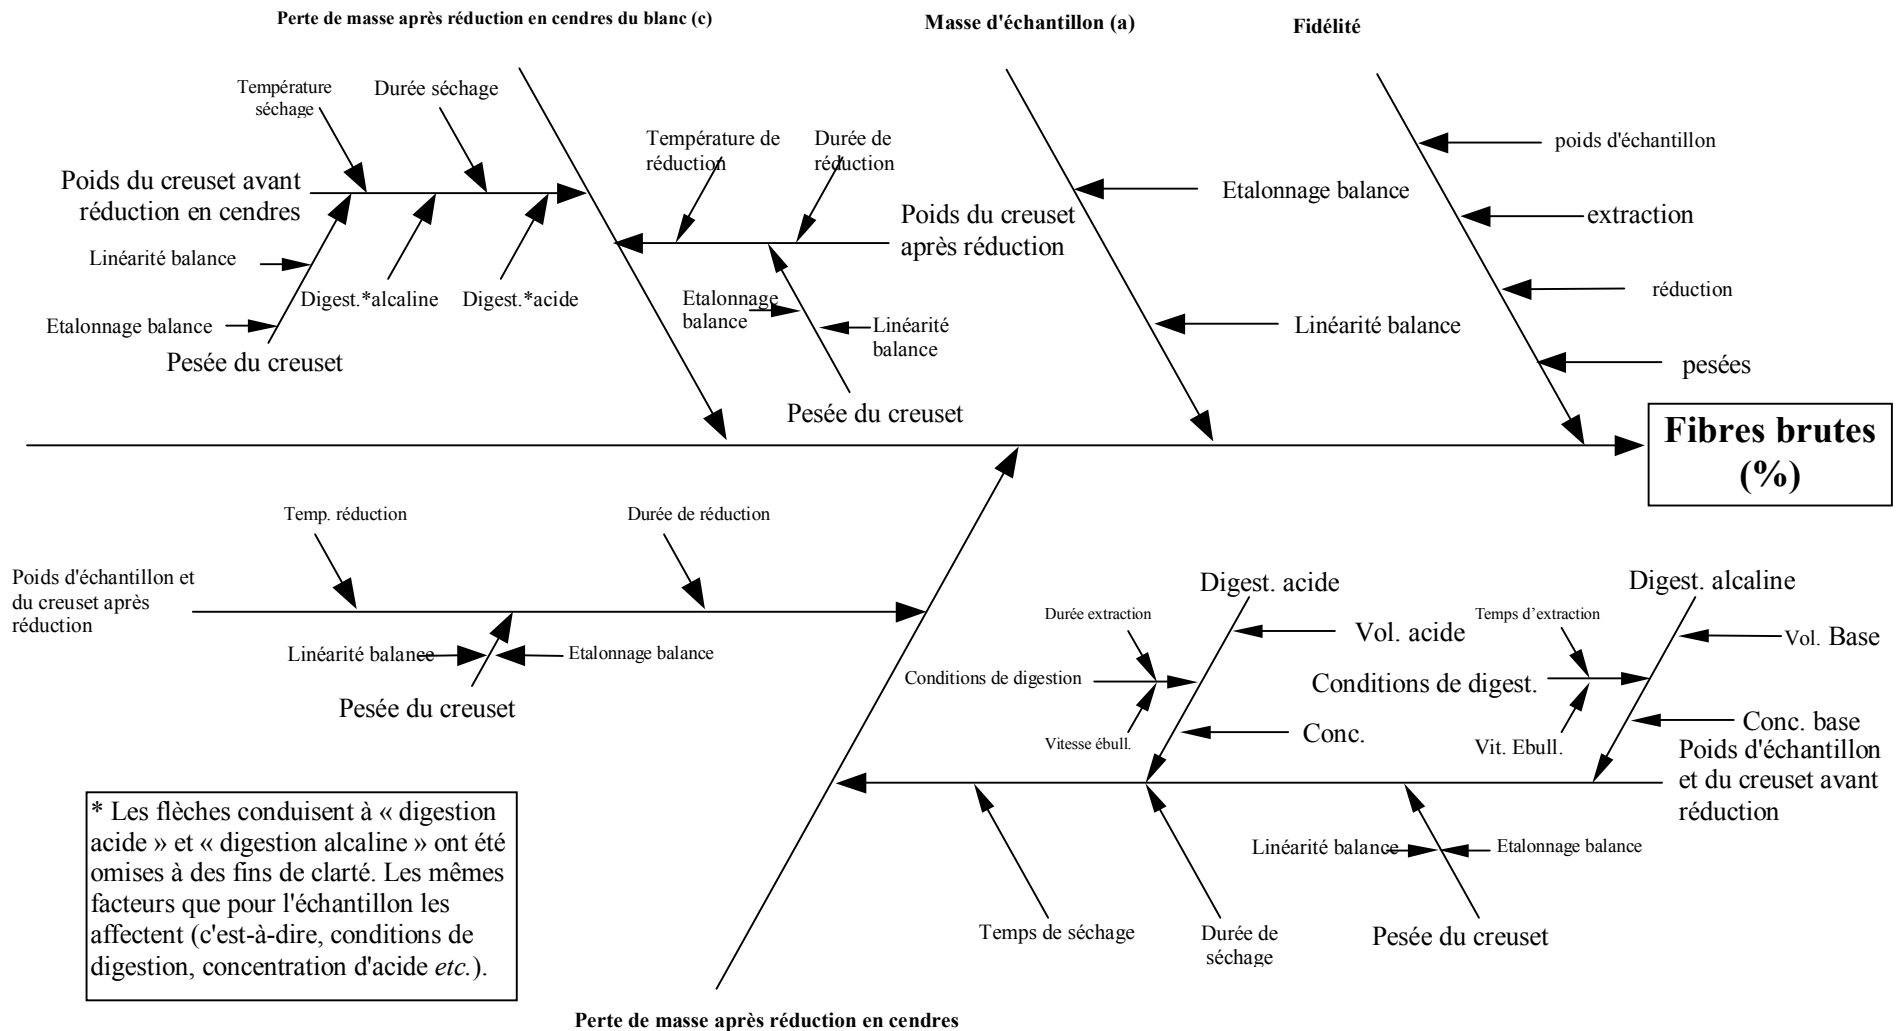 Perte de masse après réduction en cendres du blanc (c)
Masse d'échantillon (a)
Fidélité
Température
séchage
Durée séchage
Poids du creuset avant
réduction en cendres
Linéarité balance
Etalonnage balance
Pesée du creuset
Digest.*alcaline
Digest.*acide
Température de
réduction
Durée de
réduction
Poids du creuset
après réduction
Etalonnage
balance
Linéarité
balance
Pesée du creuset
Etalonnage balance
Linéarité balance
poids d'échantillon
extraction
réduction
pesées
Fibres brutes
(%)
Temp. réduction
Durée de réduction
Poids d'échantillon et
du creuset après
réduction
Linéarité balance
Etalonnage balance
Pesée du creuset
Digest. acide
Durée extraction
Vol. acide
Conditions de digestion
Vitesse ébull.
Conc.
Digest. alcaline
Temps d’extraction
Vol. Base
Conditions de digest.
Vit. Ebull.
Conc. base
Poids d'échantillon
et du creuset avant
réduction
Linéarité balance
Etalonnage balance
Temps de séchage
Durée de
séchage
Pesée du creuset
* Les flèches conduisent à « digestion
acide » et « digestion alcaline » ont été
omises à des fins de clarté. Les mêmes
facteurs que pour l'échantillon les
affectent (c'est-à-dire, conditions de
digestion, concentration d'acide etc.).
Perte de masse après réduction en cendres